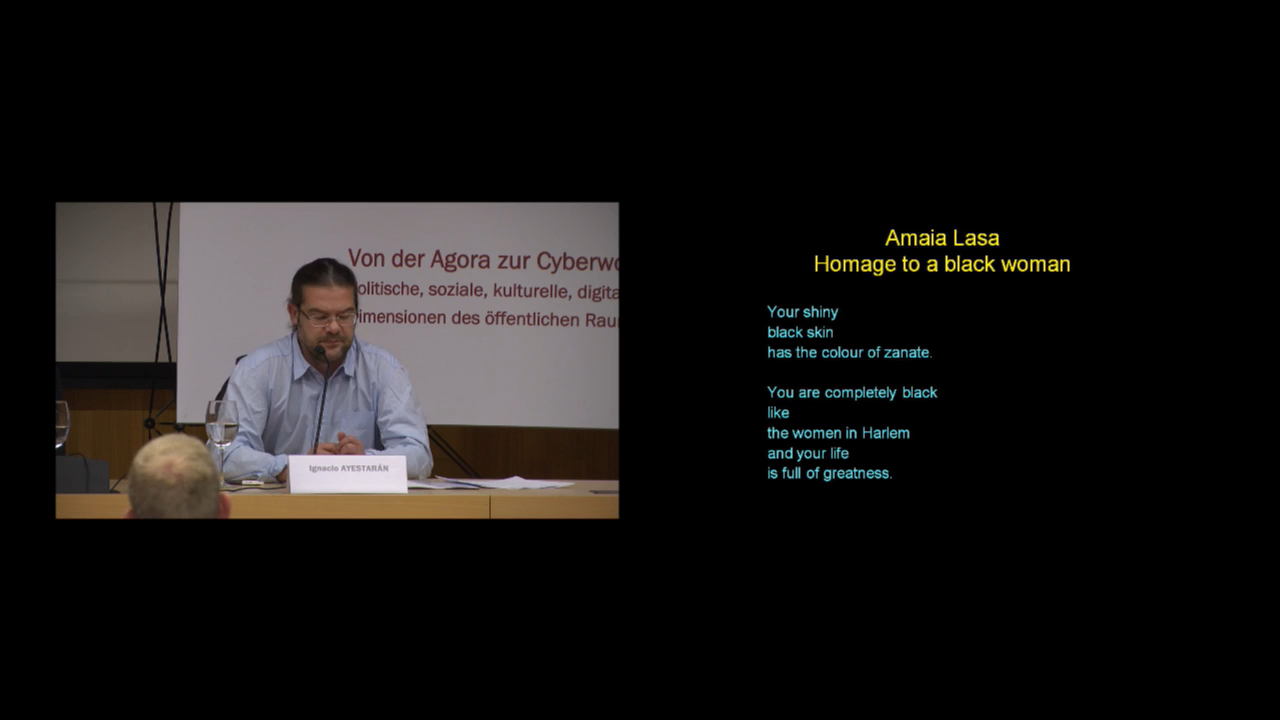 Von der Agora zur Cyberwo
olitische, soziale, kulturelle, digita
imensionen des öffentlichen Rau
Ignacio AYESTARÁN
Amaia Lasa
Homage to a black woman
Your shiny
black skin
has the colour of zanate.
You are completely black
like
the women in Harlem
and your life
is full of greatness.